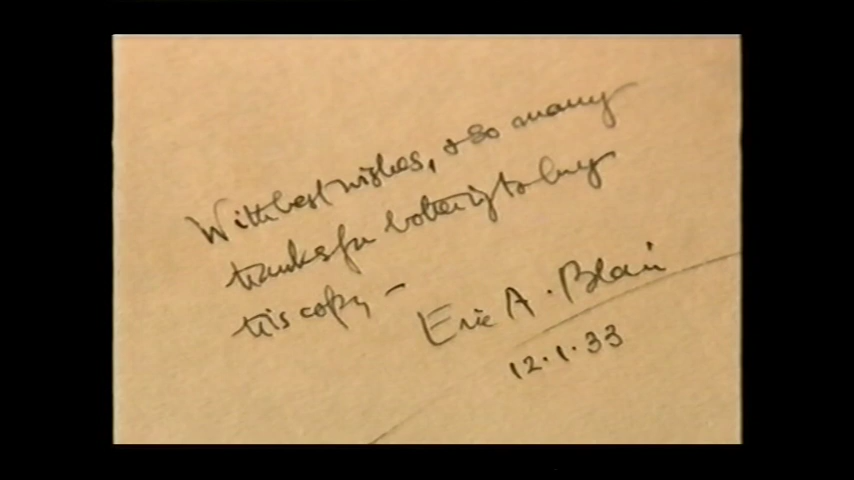 With best wishes, & so many
thanks for bothering to buy
this copy –
Eric A. Blair
12.1.33